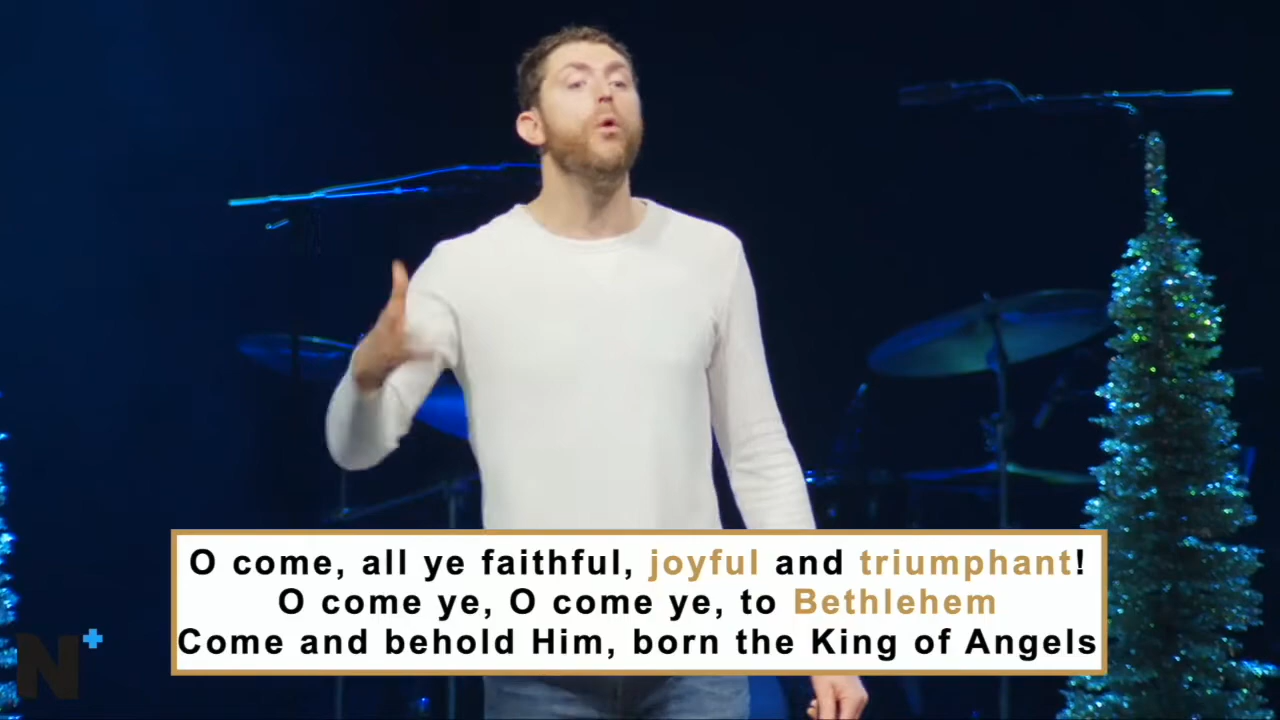 O come, all ye faithful, joyful and triumphant!
O come ye, O come ye, to Bethlehem
Come and behold Him, born the King of Angels
N+